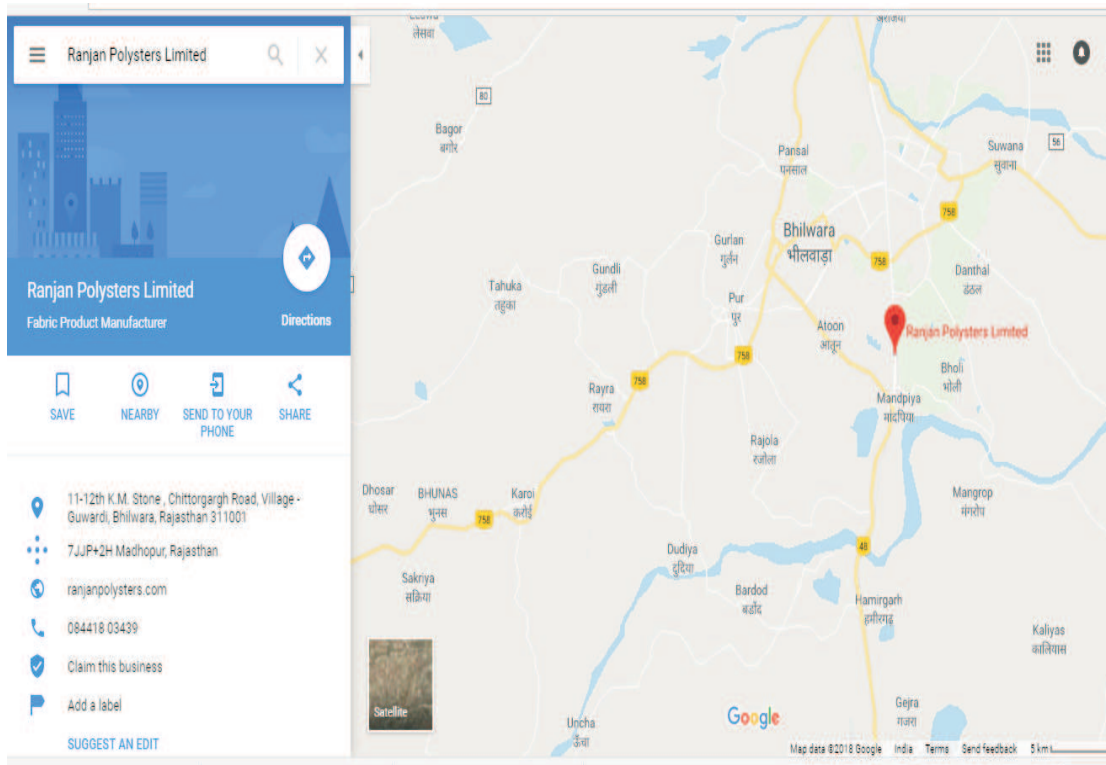 Ranjan Polysters Limited
Ranjan Polysters Limited
Fabric Product Manufacturer
Directions
SAVE
NEARBY
SEND TO YOUR
PHONE
SHARE
11-12th K.M. Stone , Chittorgargh Road, Village -
Guwardi, Bhilwara, Rajasthan 311001
7JJP+2H Madhopur, Rajasthan
ranjanpolysters.com
084418 03439
Claim this business
Add a label
SUGGEST AN EDIT
लेसवा
80
Bagor
बागोर
Pansal
पनसाल
Suwana
सुवाना
56
758
Bhilwara
भीलवाड़ा
Gurlan
गुर्लन
758
Gundli
गुंडली
Danthal
डंठल
Tahuka
तहुका
Pur
पुर
Atoon
आतून
Ranjan Polysters Limited
758
Bholi
भोली
758
Rayra
रायरा
Mandpiya
मांदपिया
Rajola
रजोला
Dhosar
घोसर
BHUNAS
भुनस
Karoi
करोई
758
Mangrop
मंगरोप
48
Dudiya
दुदिया
Sakriya
सक्रिया
Bardod
बर्डोद
Hamirgarh
हमीरगढ़
Kaliyas
कालियास
Satellite
Google
Gejra
गजरा
Uncha
ऊँचा
Map data ©2018 Google India Terms Send feedback 5 km